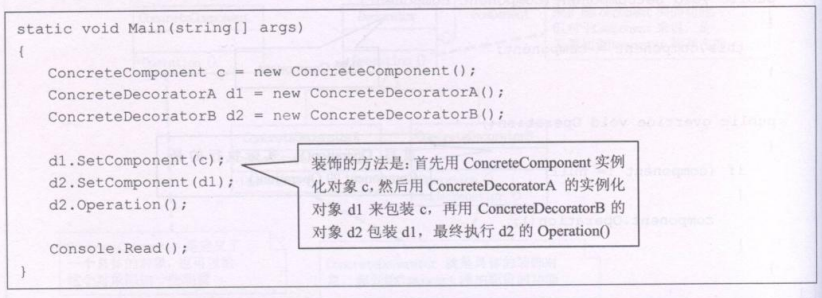 static void Main(string[] args)
{
ConcreteComponent c = new ConcreteComponent();
ConcreteDecoratorA d1 = new ConcreteDecoratorA();
ConcreteDecoratorB d2 = new ConcreteDecoratorB();
d1.SetComponent(c);
d2.SetComponent(d1);
d2.Operation();
装饰的方法是：首先用 ConcreteComponent 实例
化对象 c，然后用 ConcreteDecoratorA 的实例化
对象 d1 来包装 c，再用 ConcreteDecoratorB 的
对象 d2 包装 d1，最终执行 d2 的 Operation()
Console.Read();
}